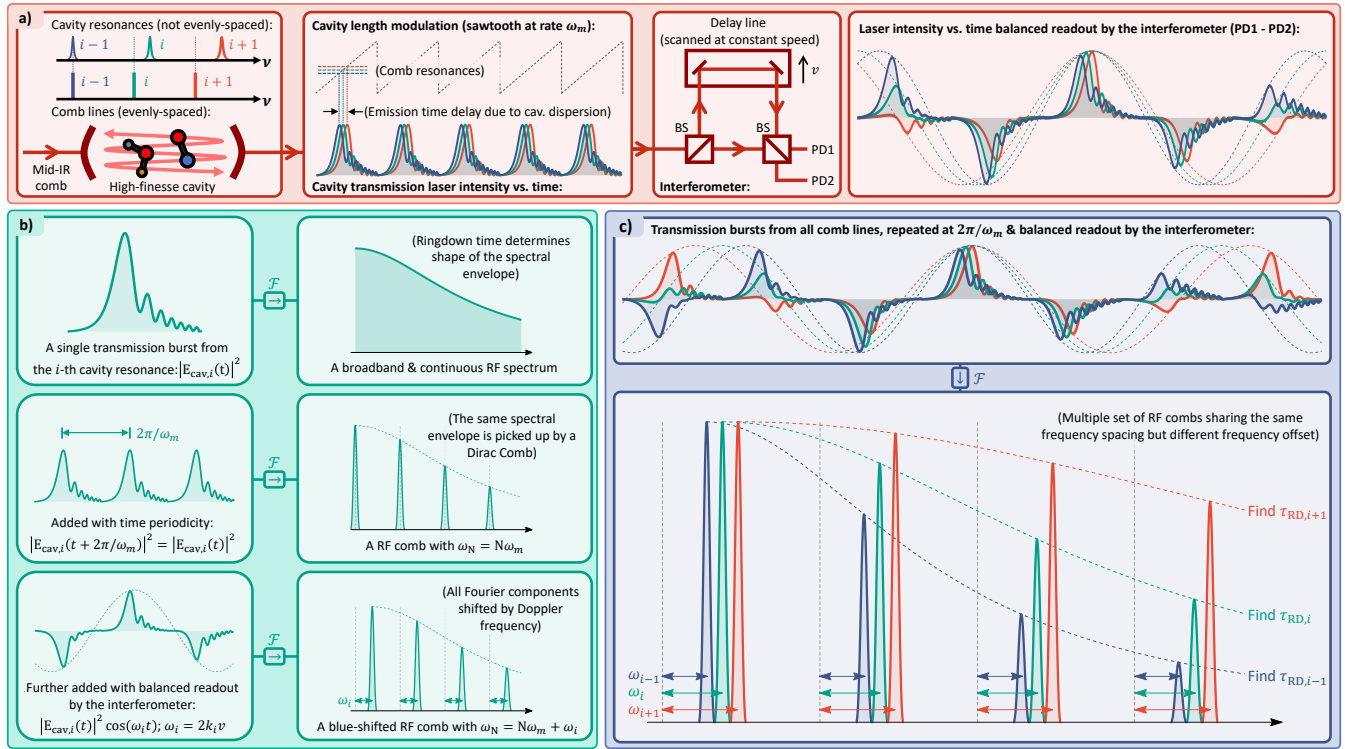 a)
Cavity resonances (not evenly-spaced):
i − 1
i
i + 1
ν
i − 1
i
i + 1
Comb lines (evenly-spaced):
ν
Mid-IR
comb
High-finesse cavity
Cavity length modulation (sawtooth at rate ωm):
(Comb resonances)
(Emission time delay due to cav. dispersion)
Cavity transmission laser intensity vs. time:
Delay line
(scanned at constant speed)
v
BS
BS
PD1
PD2
Interferometer:
Laser intensity vs. time balanced readout by the interferometer (PD1 - PD2):
b)
A single transmission burst from
the i-th cavity resonance:|Ecav,i(t)|²
ℱ
→
(Ringdown time determines
shape of the spectral
envelope)
A broadband & continuous RF spectrum
2π/ωm
Added with time periodicity:
|Ecav,i(t + 2π/ωm)|² = |Ecav,i(t)|²
ℱ
→
(The same spectral
envelope is picked up by a
Dirac Comb)
A RF comb with ωN = Nωm
Further added with balanced readout
by the interferometer:
|Ecav,i(t)|² cos(ωit); ωi = 2kiv
ℱ
→
(All Fourier components
shifted by Doppler
frequency)
ωi
A blue-shifted RF comb with ωN = Nωm + ωi
c)
Transmission bursts from all comb lines, repeated at 2π/ωm & balanced readout by the interferometer:
↓ ℱ
(Multiple set of RF combs sharing the same
frequency spacing but different frequency offset)
Find τRD,i+1
Find τRD,i
Find τRD,i−1
ωi−1
ωi
ωi+1